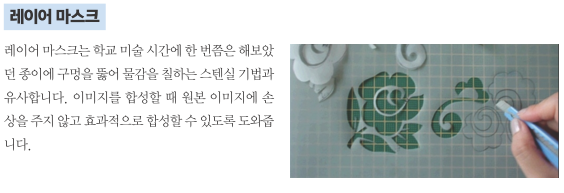 레이어 마스크
레이어 마스크는 학교 미술 시간에 한 번쯤은 해보았
던 종이에 구멍을 뚫어 물감을 칠하는 스텐실 기법과
유사합니다. 이미지를 합성할 때 원본 이미지에 손
상을 주지 않고 효과적으로 합성할 수 있도록 도와줍
니다.